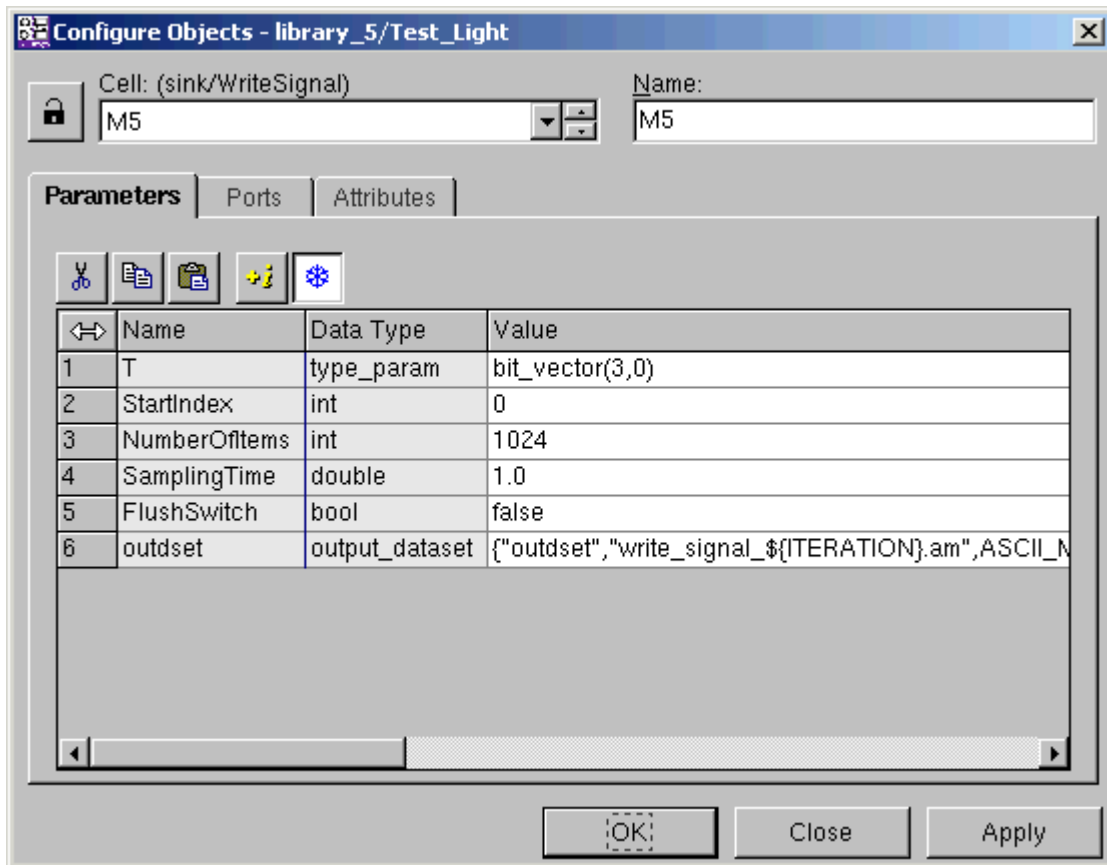 Configure Objects - library_5/Test_Light
Cell: (sink/WriteSignal)
Name:
M5
M5
Parameters
Ports
Attributes
Name Data Type Value
1 T type_param bit_vector(3,0)
2 StartIndex int 0
3 NumberOfItems int 1024
4 SamplingTime double 1.0
5 FlushSwitch bool false
6 outdset output_dataset {"outdset","write_signal_${ITERATION}.am",ASCII_M
OK
Close
Apply